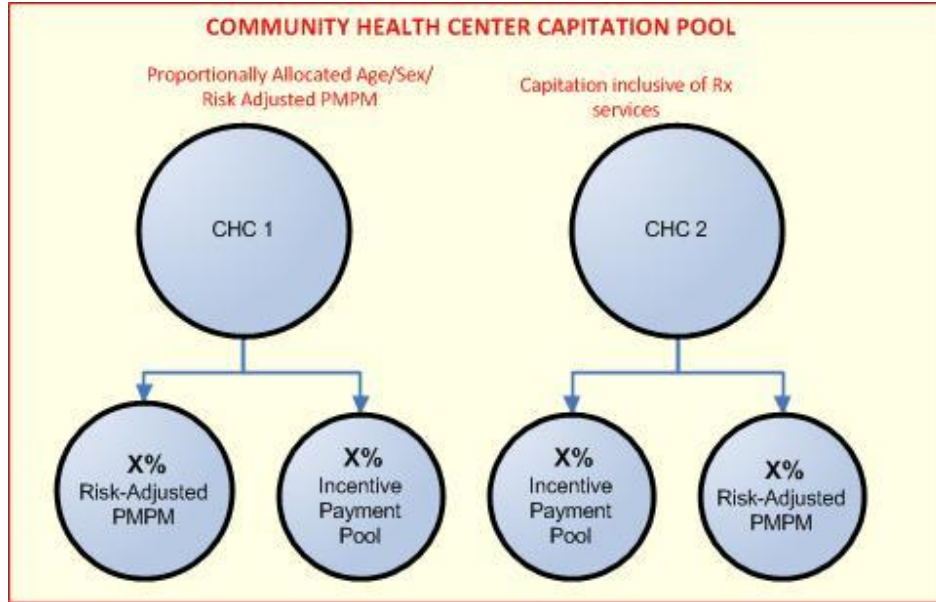 COMMUNITY HEALTH CENTER CAPITATION POOL
Proportionally Allocated Age/Sex/
Risk Adjusted PMPM
Capitation inclusive of Rx
services
CHC 1
CHC 2
X%
Risk-Adjusted
PMPM
X%
Incentive
Payment
Pool
X%
Incentive
Payment
Pool
X%
Risk-Adjusted
PMPM